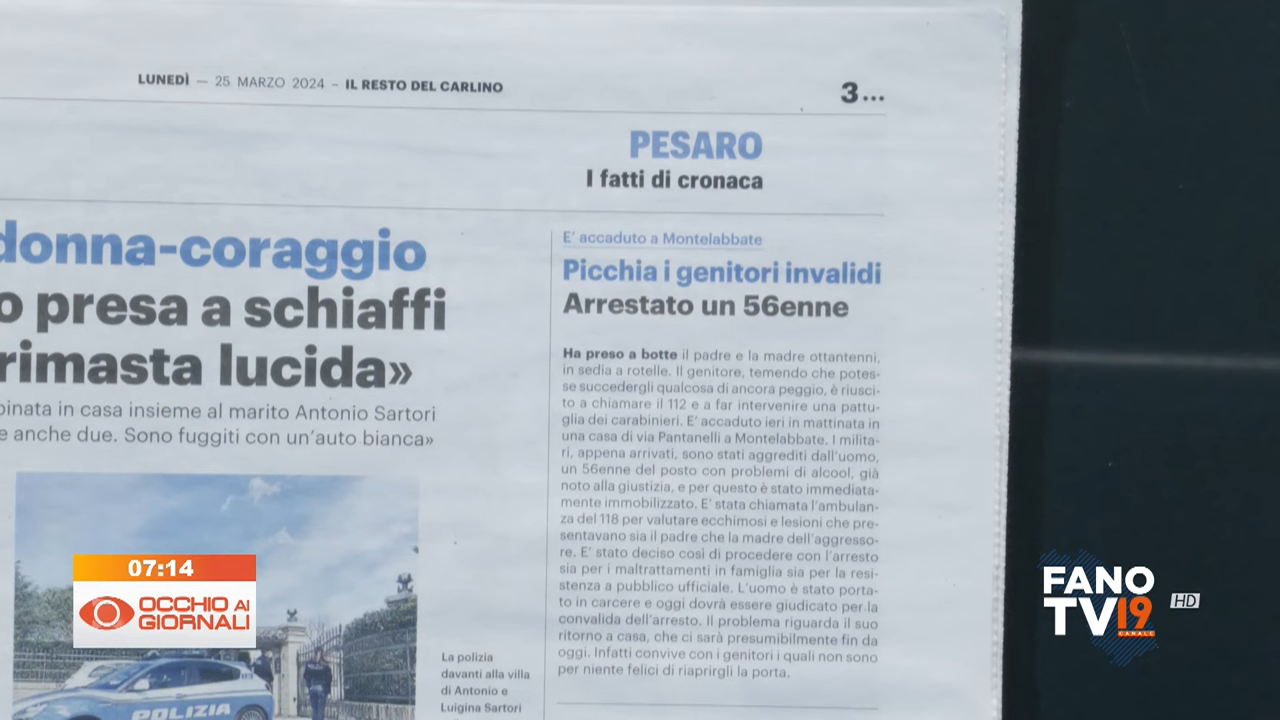 LUNEDÌ — 25 MARZO 2024 – IL RESTO DEL CARLINO
3...
PESARO
I fatti di cronaca
donna-coraggio
o presa a schiaffi
rimasta lucida»
in casa insieme al marito Antonio Sartori
e anche due. Sono fuggiti con un'auto bianca»
E' accaduto a Montelabbate
Picchia i genitori invalidi
Arrestato un 56enne
Ha preso a botte il padre e la madre ottantenni,
in sedia a rotelle. Il genitore, temendo che potes-
se succedergli qualcosa di ancora peggio, è riusci-
to a chiamare il 112 e a far intervenire una pattu-
glia dei carabinieri. E' accaduto ieri in mattinata in
una casa di via Pantanelli a Montelabbate. I milita-
ri, appena arrivati, sono stati aggrediti dall'uomo,
un 56enne del posto con problemi di alcool, già
noto alla giustizia, e per questo è stato immediata-
mente immobilizzato. E' stata chiamata l'ambulan-
za del 118 per valutare ecchimosi e lesioni che pre-
sentavano sia il padre che la madre dell'aggresso-
re. E' stato deciso così di procedere con l'arresto
sia per i maltrattamenti in famiglia sia per la resi-
stenza a pubblico ufficiale. L'uomo è stato porta-
to in carcere e oggi dovrà essere giudicato per la
convalida dell'arresto. Il problema riguarda il suo
ritorno a casa, che ci sarà presumibilmente fin da
oggi. Infatti convive con i genitori i quali non sono
per niente felici di riaprirgli la porta.
La polizia
davanti alla villa
di Antonio e
Luigina Sartori
POLIZIA
07:14
OCCHIO AI
GIORNALI
FANO
TV19
CANALE
HD